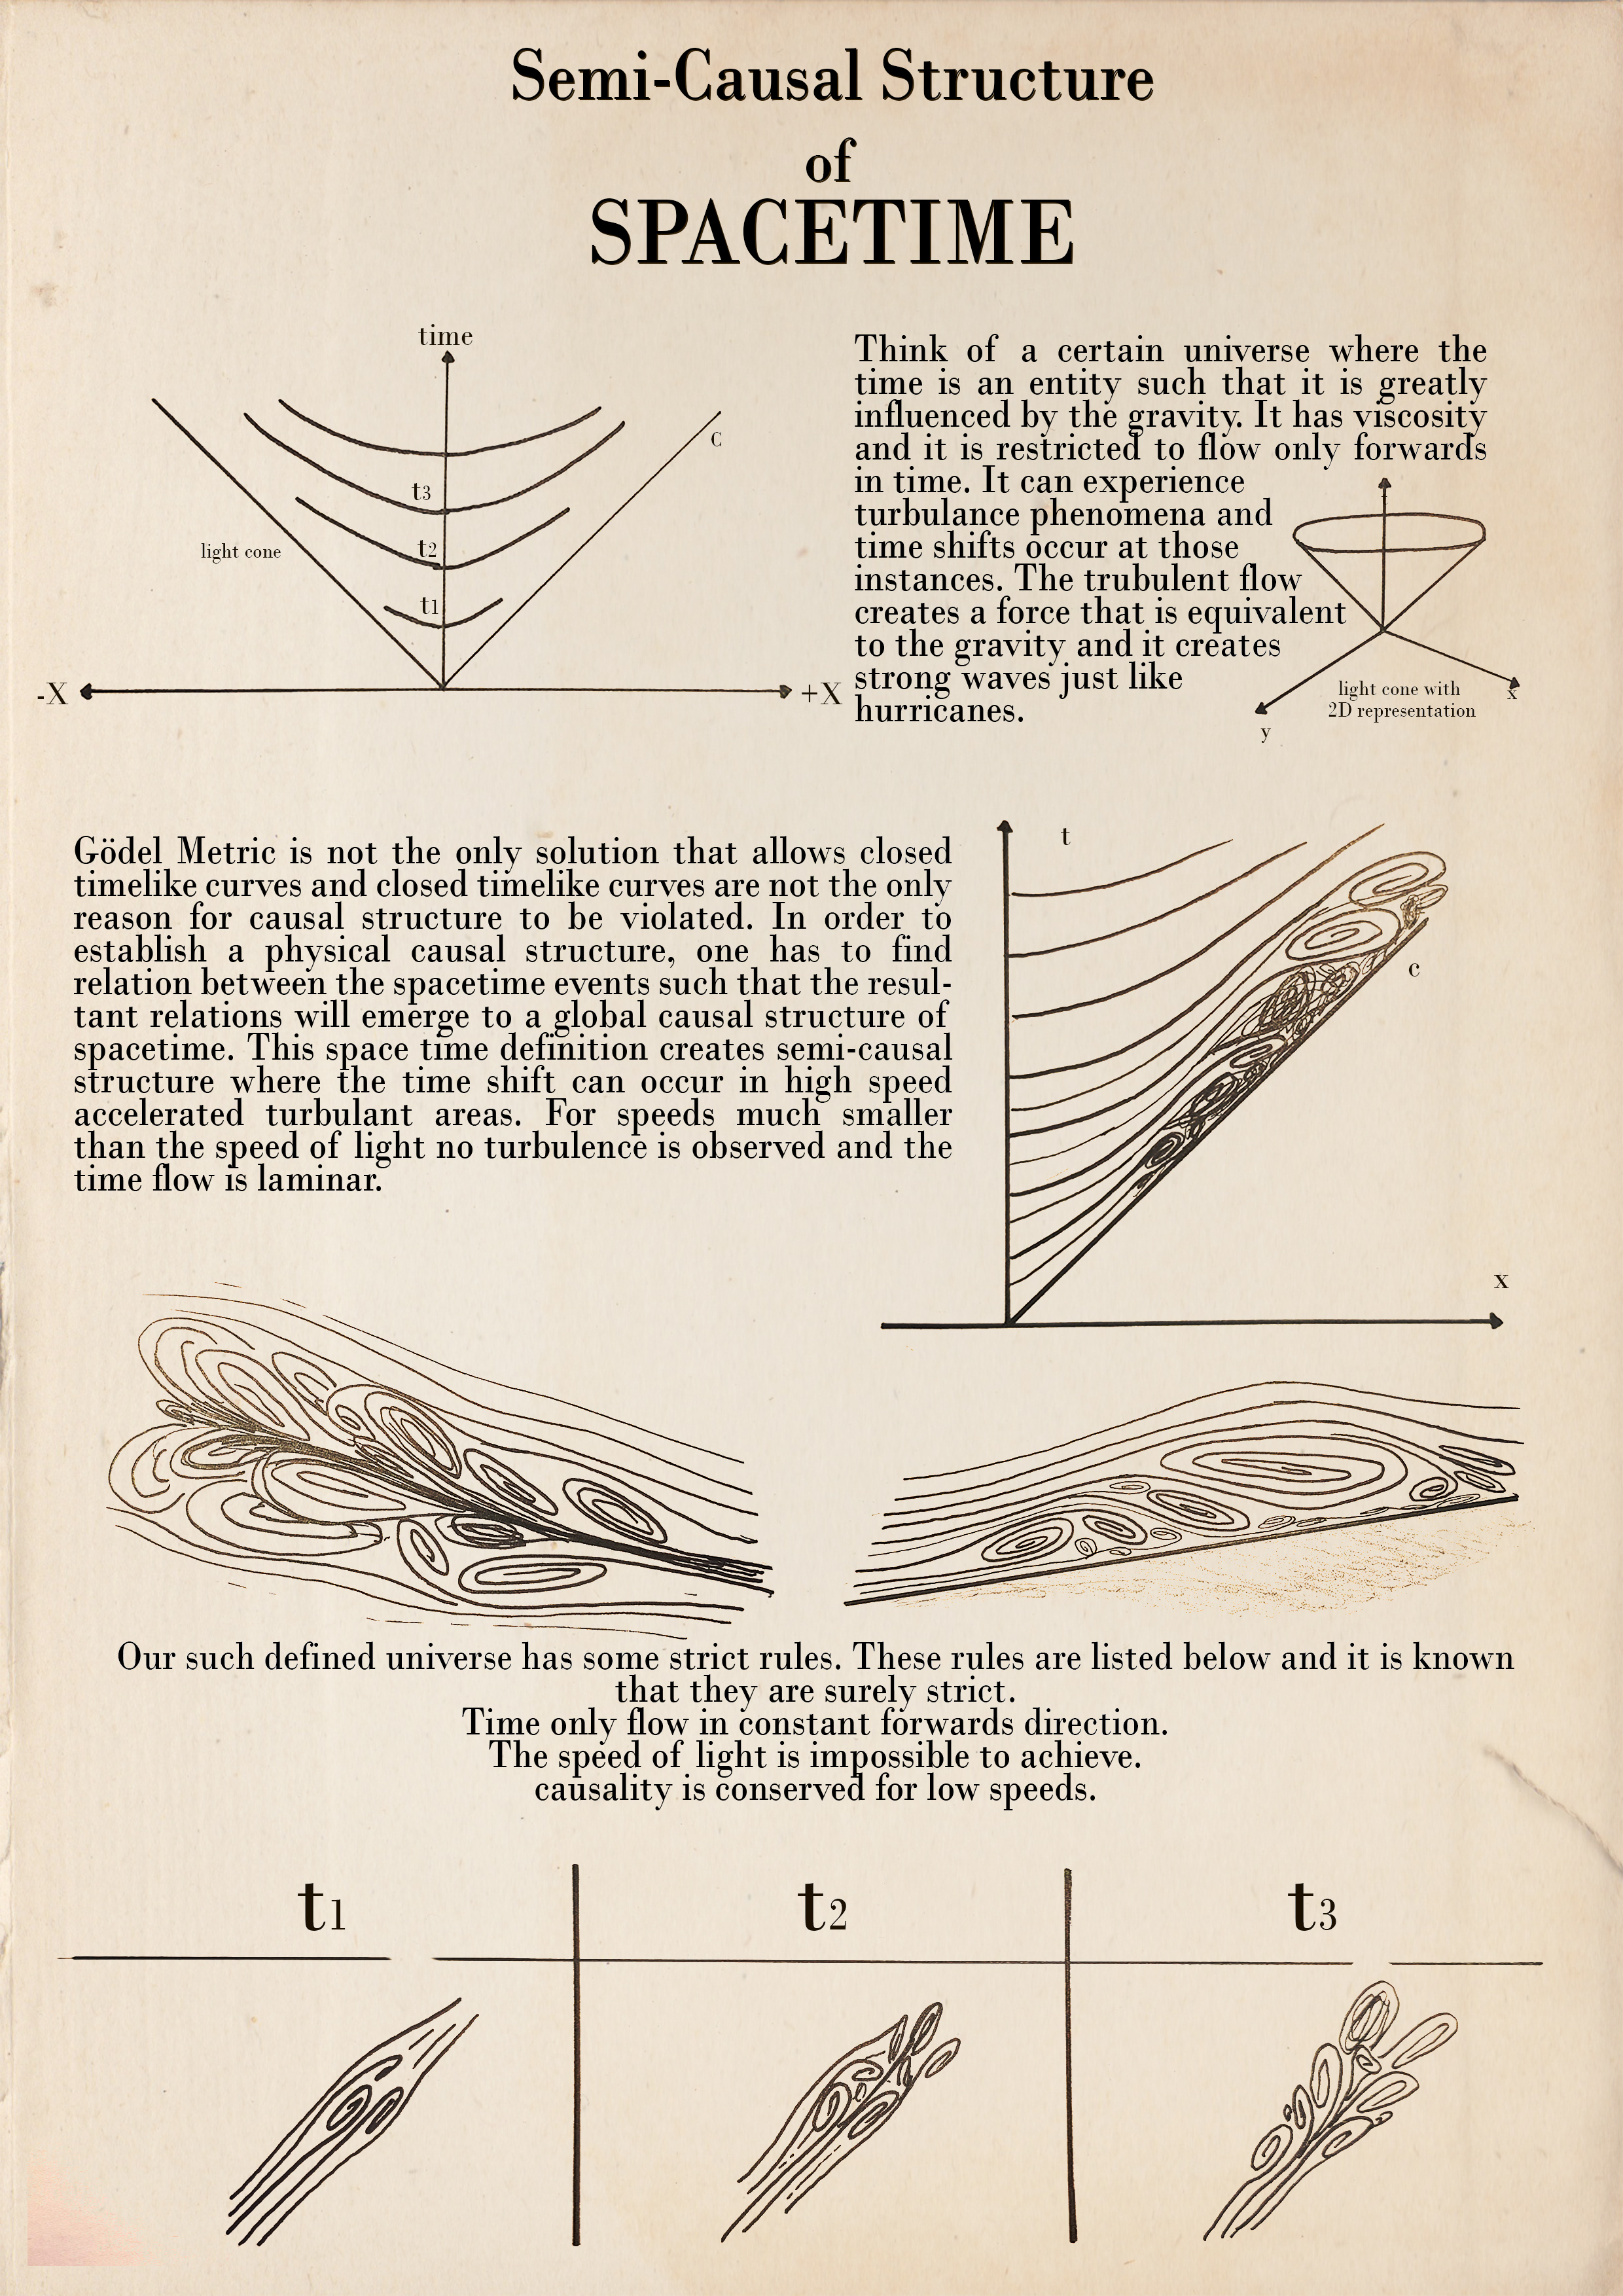 Semi-Causal Structure
of
SPACETIME
time
C
t3
t2
light cone
t1
-X
+X
Think of a certain universe where the
time is an entity such that it is greatly
influenced by the gravity. It has viscosity
and it is restricted to flow only forwards
in time. It can experience
turbulance phenomena and
time shifts occur at those
instances. The trubulent flow
creates a force that is equivalent
to the gravity and it creates
strong waves just like
hurricanes.
light cone with
2D representation
x
y
Gödel Metric is not the only solution that allows closed
timelike curves and closed timelike curves are not the only
reason for causal structure to be violated. In order to
establish a physical causal structure, one has to find
relation between the spacetime events such that the resul-
tant relations will emerge to a global causal structure of
spacetime. This space time definition creates semi-causal
structure where the time shift can occur in high speed
accelerated turbulant areas. For speeds much smaller
than the speed of light no turbulence is observed and the
time flow is laminar.
t
c
x
Our such defined universe has some strict rules. These rules are listed below and it is known
that they are surely strict.
Time only flow in constant forwards direction.
The speed of light is impossible to achieve.
causality is conserved for low speeds.
t1
t2
t3